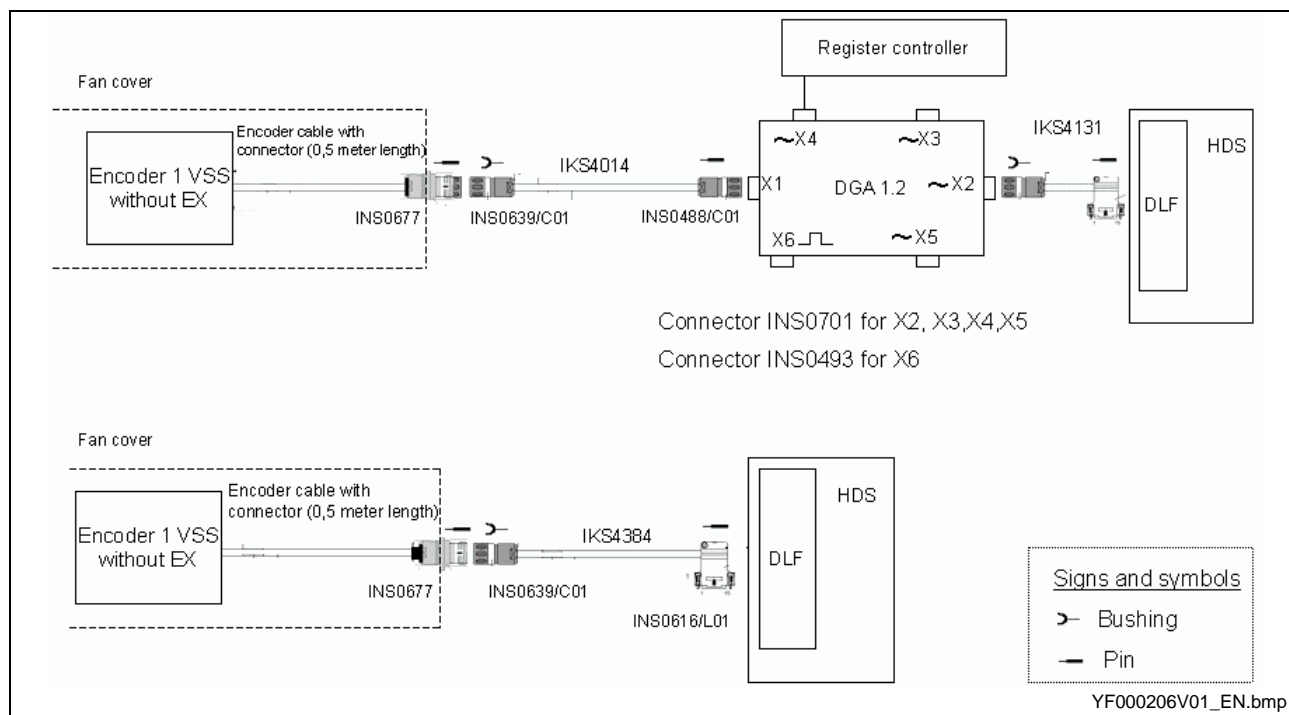 Register controller
Fan cover
Encoder cable with
connector (0,5 meter length)
Encoder 1 VSS
without EX
INS0677
INS0639/C01
IKS4014
INS0488/C01
~X4
~X3
X1
DGA 1.2
~X2
X6
~X5
IKS4131
HDS
DLF
Connector INS0701 for X2, X3,X4,X5
Connector INS0493 for X6
Fan cover
Encoder cable with
connector (0,5 meter length)
Encoder 1 VSS
without EX
INS0677
INS0639/C01
IKS4384
INS0616/L01
HDS
DLF
Signs and symbols
Bushing
Pin
YF000206V01_EN.bmp